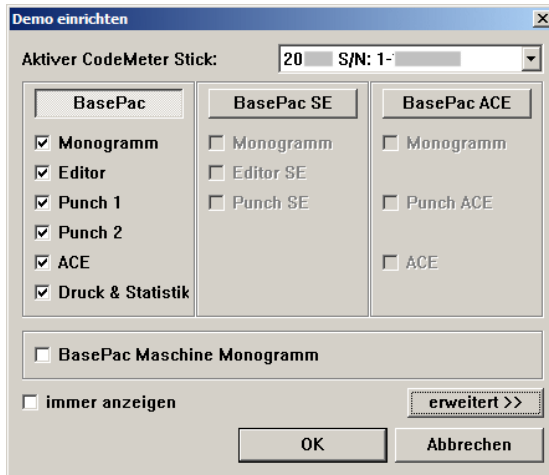 Demo einrichten
Aktiver CodeMeter Stick:
20 S/N: 1-
BasePac
Monogramm
Editor
Punch 1
Punch 2
ACE
Druck & Statistik
BasePac SE
Monogramm
Editor SE
Punch SE
BasePac ACE
Monogramm
Punch ACE
ACE
BasePac Maschine Monogramm
immer anzeigen
erweitert >>
OK
Abbrechen